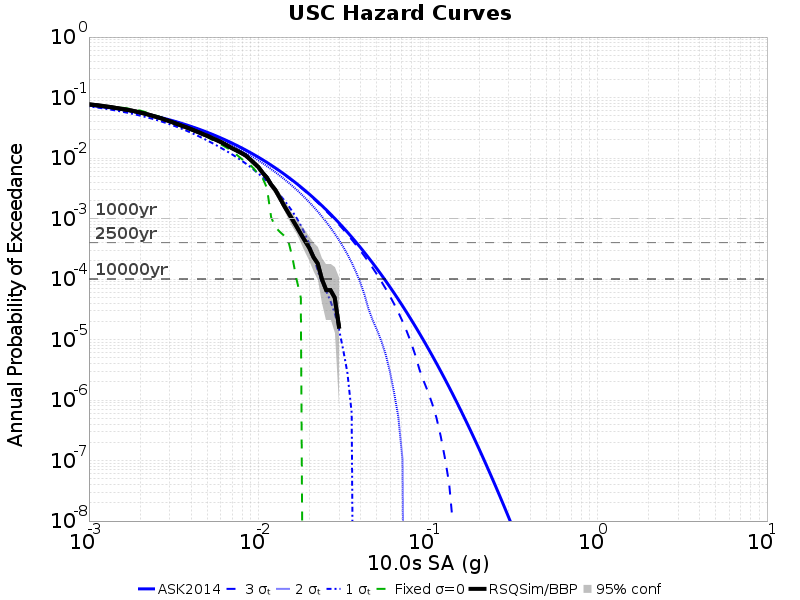 USC Hazard Curves
Annual Probability of Exceedance
10⁰
10⁻¹
10⁻²
10⁻³
10⁻⁴
10⁻⁵
10⁻⁶
10⁻⁷
10⁻⁸
1000yr
2500yr
10000yr
10⁻³ 10⁻² 10⁻¹ 10⁰ 10¹
10.0s SA (g)
ASK2014 3 σₜ 2 σₜ 1 σₜ Fixed σ=0 RSQSim/BBP 95% conf